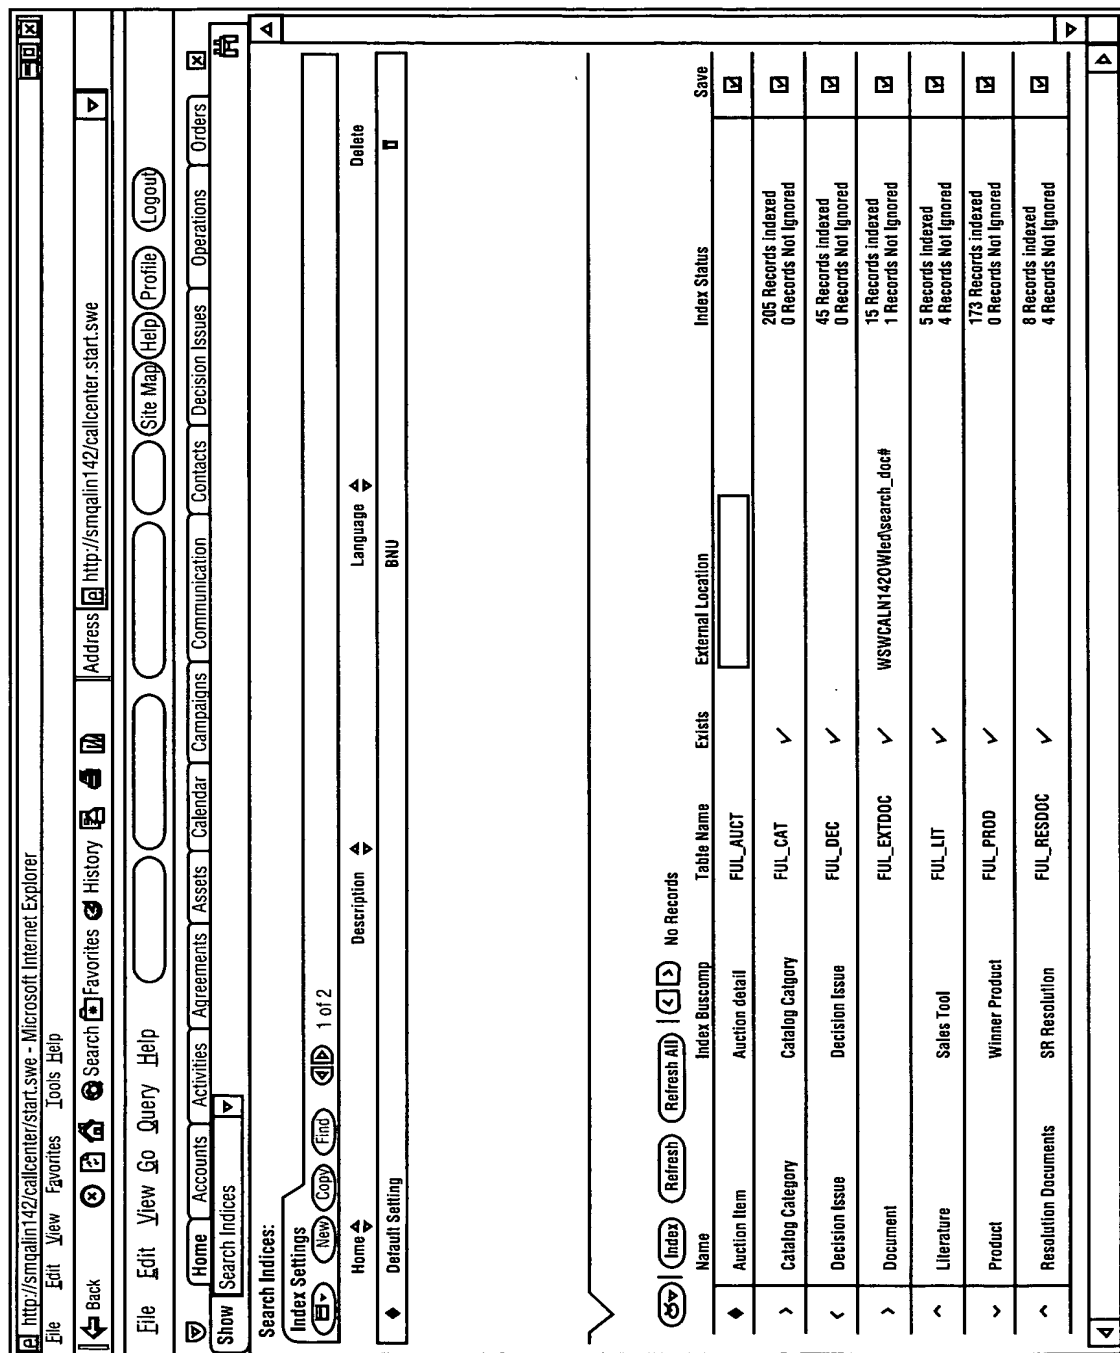 http://smqalin142/callcenter/start.swe - Microsoft Internet Explorer
File Edit View Favorites Tools Help
Back Search Favorites History Address http://smqalin142/callcenter.start.swe
File Edit View Go Query Help Site Map Help Profile Logout
Home Accounts Activities Agreements Assets Calendar Campaigns Communication Contacts Decision Issues Operations Orders
Show Search Indices
Search Indices:
Index Settings
New Copy Find 1 of 2
Home Description Language Delete
Default Setting BNU
Index Refresh Refresh All No Records
Name Index Buscomp Table Name Exists External Location Index Status Save
Auction Item Auction detail FUL_AUCT
Catalog Category Catalog Catgory FUL_CAT 205 Records indexed
0 Records Not Ignored
Decision Issue Decision Issue FUL_DEC 45 Records indexed
0 Records Not Ignored
Document FUL_EXTDOC WSWCALN142OWled\search_doc# 15 Records indexed
1 Records Not Ignored
Literature Sales Tool FUL_LIT 5 Records indexed
4 Records Not Ignored
Product Winner Product FUL_PROD 173 Records indexed
0 Records Not Ignored
Resolution Documents SR Resolution FUL_RESDOC 8 Records indexed
4 Records Not Ignored